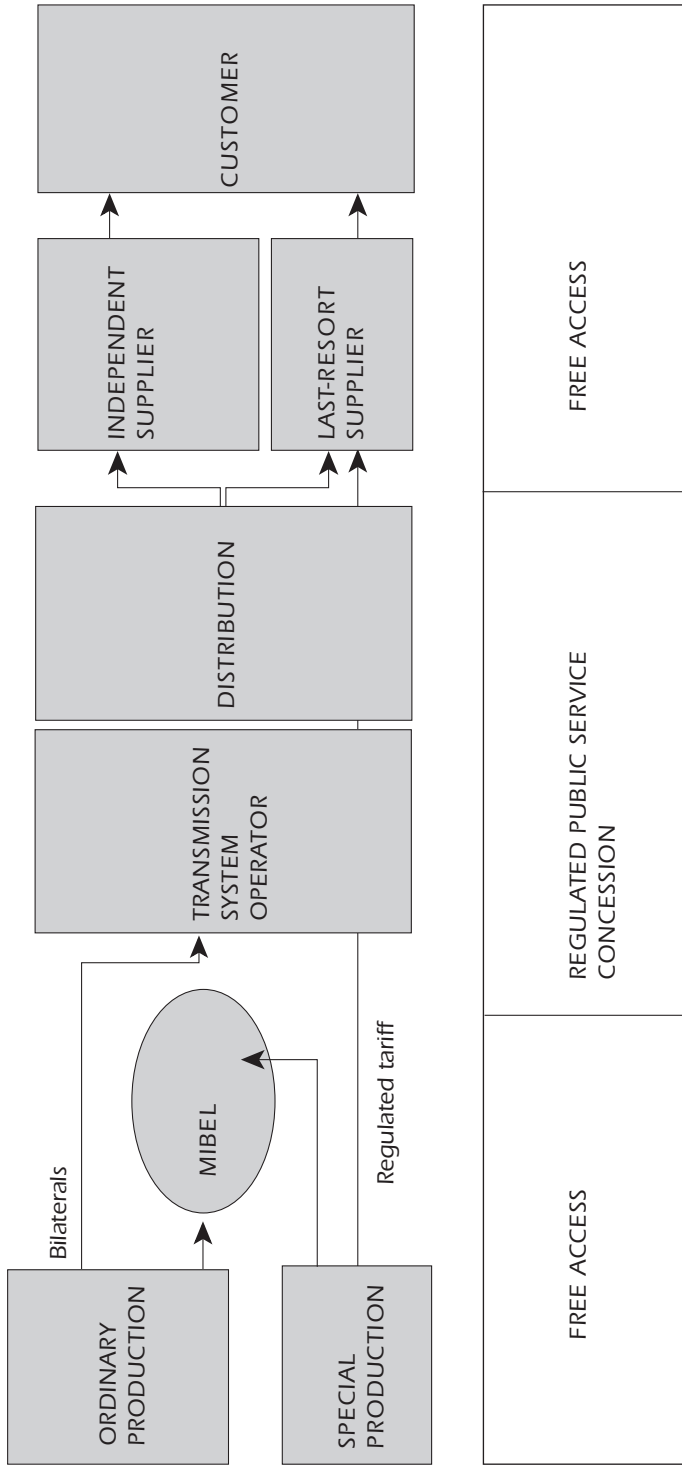 ORDINARY
PRODUCTION
SPECIAL
PRODUCTION
Bilaterals
MIBEL
Regulated tariff
TRANSMISSION
SYSTEM
OPERATOR
DISTRIBUTION
INDEPENDENT
SUPPLIER
LAST-RESORT
SUPPLIER
CUSTOMER
FREE ACCESS
REGULATED PUBLIC SERVICE
CONCESSION
FREE ACCESS